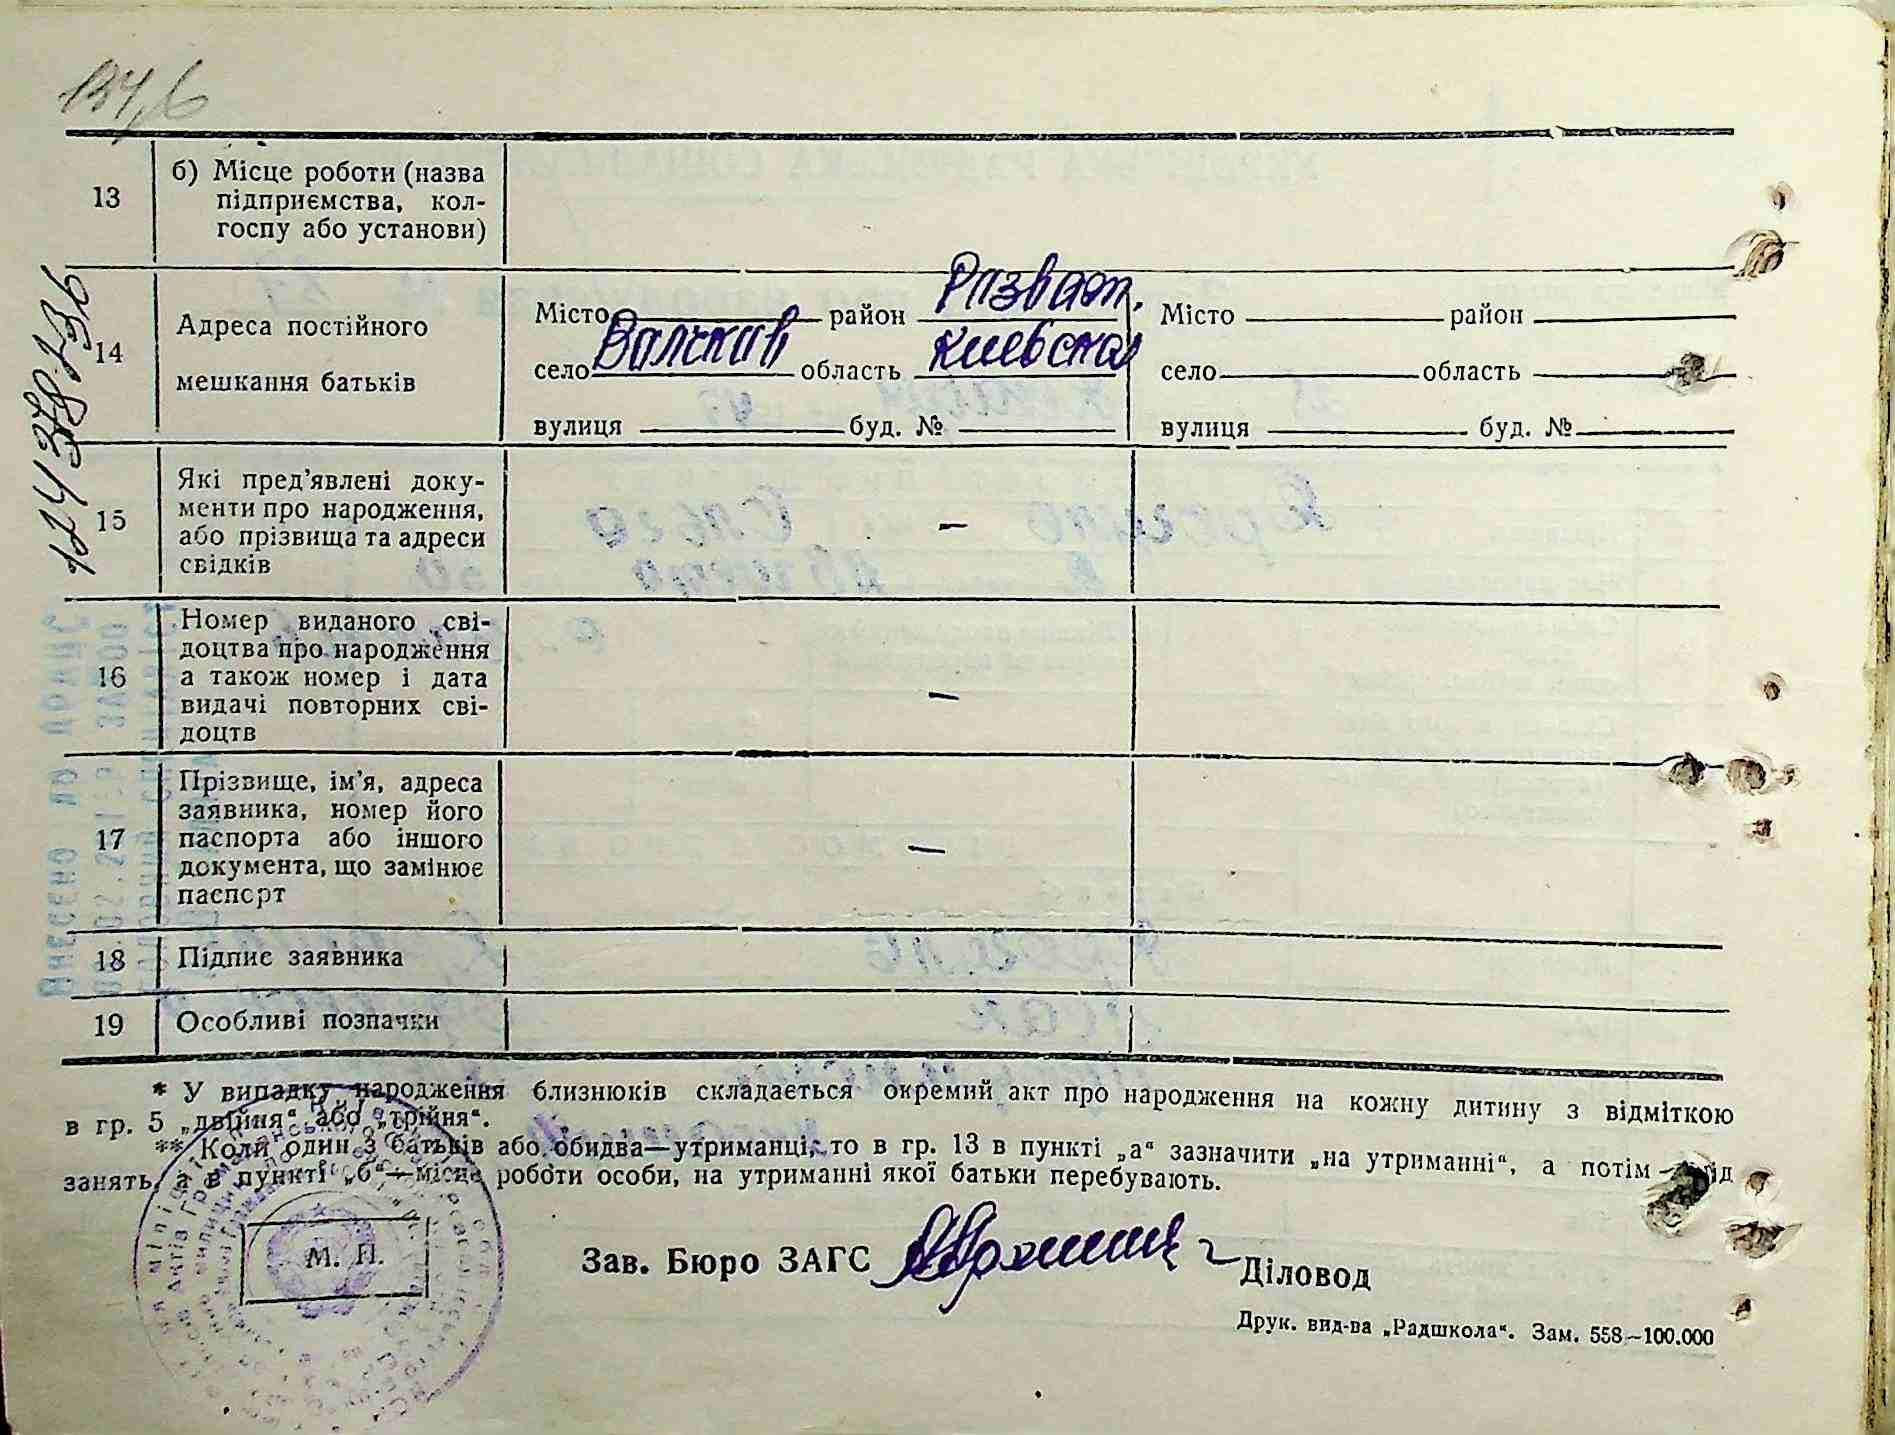 134,6
13
б) Місце роботи (назва
підприємства, кол-
госпу або установи)
14
Адреса постійного
мешкання батьків
Місто район Розваж.
село область Киевская
вулиця буд. №
Місто район
село область
вулиця буд. №
15
Які пред'явлені доку-
менти про народження,
або прізвища та адреси
свідків
—
16
Номер виданого сві-
доцтва про народження
а також номер і дата
видачі повторних сві-
доцтв
—
17
Прізвище, ім'я, адреса
заявника, номер його
паспорта або іншого
документа, що замінює
паспорт
—
18
Підпис заявника
19
Особливі позначки
* У випадку народження близнюків складається окремий акт про народження на кожну дитину з відміткою
в гр. 5 „двійня“ або „трійня“.
** Коли один з батьків або обидва—утриманці, то в гр. 13 в пункті „а“ зазначити „на утриманні“, а потім — рід
занять, а в пункті „б“—місце роботи особи, на утриманні якої батьки перебувають.
М. П.
Зав. Бюро ЗАГС
Діловод
Друк. вид-ва „Радшкола“. Зам. 558—100.000